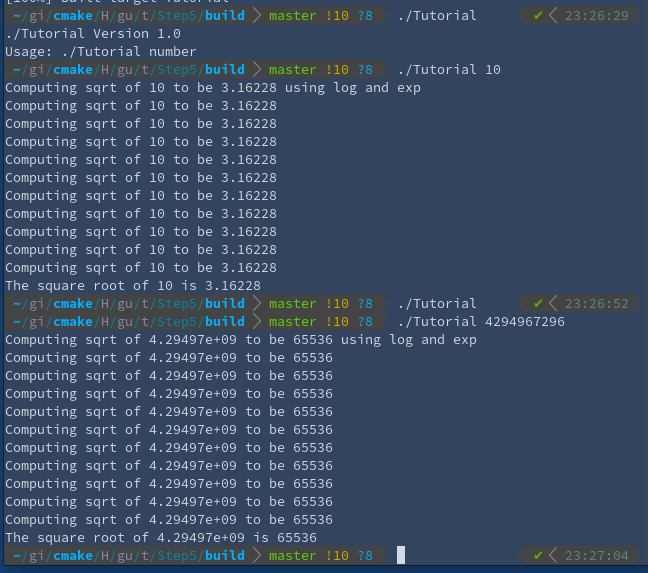 [100%] Built target Tutorial
~/gi/cmake/H/gu/t/Step5/build master !10 ?8 ./Tutorial ✔ 23:26:29
./Tutorial Version 1.0
Usage: ./Tutorial number
~/gi/cmake/H/gu/t/Step5/build master !10 ?8 ./Tutorial 10
Computing sqrt of 10 to be 3.16228 using log and exp
Computing sqrt of 10 to be 3.16228
Computing sqrt of 10 to be 3.16228
Computing sqrt of 10 to be 3.16228
Computing sqrt of 10 to be 3.16228
Computing sqrt of 10 to be 3.16228
Computing sqrt of 10 to be 3.16228
Computing sqrt of 10 to be 3.16228
Computing sqrt of 10 to be 3.16228
Computing sqrt of 10 to be 3.16228
Computing sqrt of 10 to be 3.16228
The square root of 10 is 3.16228
~/gi/cmake/H/gu/t/Step5/build master !10 ?8 ./Tutorial ✔ 23:26:52
~/gi/cmake/H/gu/t/Step5/build master !10 ?8 ./Tutorial 4294967296
Computing sqrt of 4.29497e+09 to be 65536 using log and exp
Computing sqrt of 4.29497e+09 to be 65536
Computing sqrt of 4.29497e+09 to be 65536
Computing sqrt of 4.29497e+09 to be 65536
Computing sqrt of 4.29497e+09 to be 65536
Computing sqrt of 4.29497e+09 to be 65536
Computing sqrt of 4.29497e+09 to be 65536
Computing sqrt of 4.29497e+09 to be 65536
Computing sqrt of 4.29497e+09 to be 65536
Computing sqrt of 4.29497e+09 to be 65536
Computing sqrt of 4.29497e+09 to be 65536
The square root of 4.29497e+09 is 65536
~/gi/cmake/H/gu/t/Step5/build master !10 ?8 ✔ 23:27:04